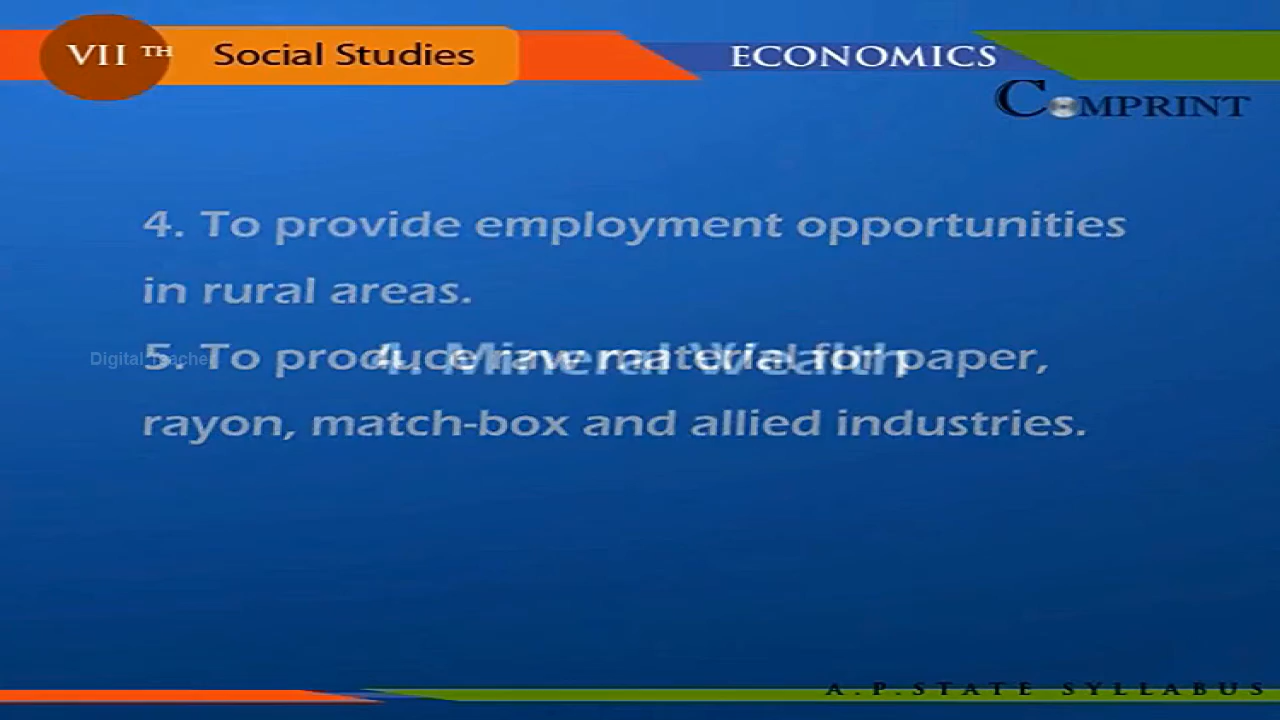 VII TH Social Studies ECONOMICS
COMPRINT
4. To provide employment opportunities
in rural areas.
5. To produce raw material for paper,
4. Mineral Wealth
Digital Teacher
rayon, match-box and allied industries.
A.P.STATE SYLLABUS